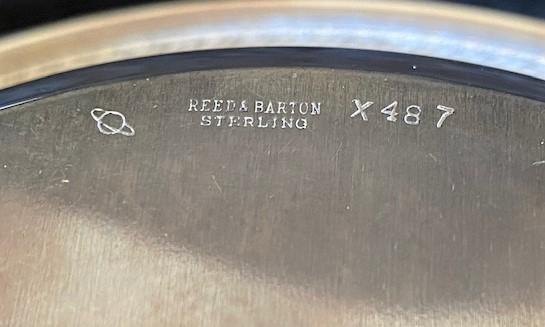 REED & BARTON X487
STERLING